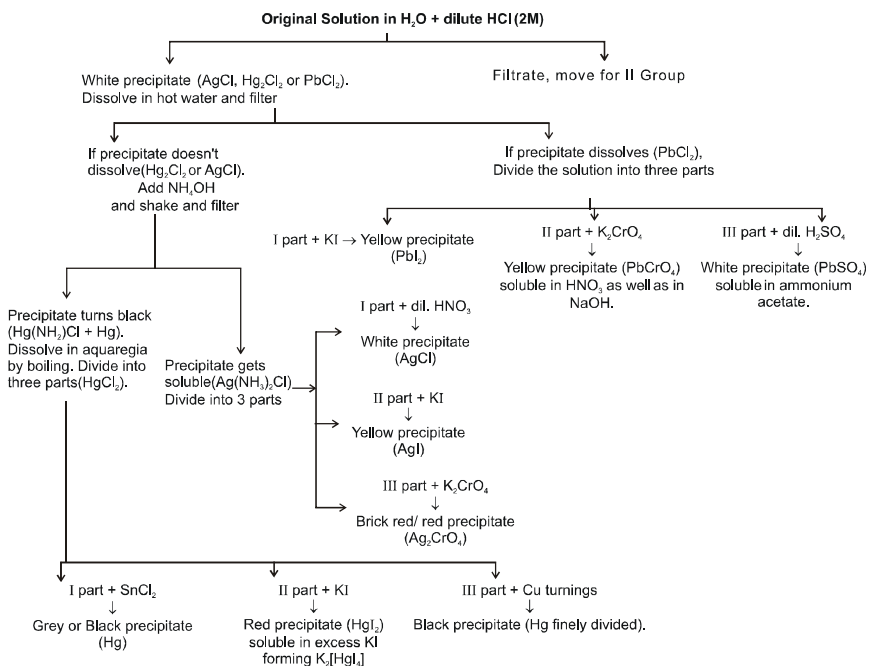 Original Solution in H₂O + dilute HCl (2M)
White precipitate (AgCl, Hg₂Cl₂ or PbCl₂).
Dissolve in hot water and filter
Filtrate, move for II Group
If precipitate doesn't
dissolve(Hg₂Cl₂ or AgCl).
Add NH₄OH
and shake and filter
If precipitate dissolves (PbCl₂),
Divide the solution into three parts
I part + KI → Yellow precipitate
(PbI₂)
II part + K₂CrO₄
↓
Yellow precipitate (PbCrO₄)
soluble in HNO₃ as well as in
NaOH.
III part + dil. H₂SO₄
↓
White precipitate (PbSO₄)
soluble in ammonium
acetate.
Precipitate turns black
(Hg(NH₂)Cl + Hg).
Dissolve in aquaregia
by boiling. Divide into
three parts(HgCl₂).
Precipitate gets
soluble(Ag(NH₃)₂Cl)
Divide into 3 parts
I part + dil. HNO₃
↓
White precipitate
(AgCl)
II part + KI
↓
Yellow precipitate
(AgI)
III part + K₂CrO₄
↓
Brick red/ red precipitate
(Ag₂CrO₄)
I part + SnCl₂
↓
Grey or Black precipitate
(Hg)
II part + KI
↓
Red precipitate (HgI₂)
soluble in excess KI
forming K₂[HgI₄]
III part + Cu turnings
↓
Black precipitate (Hg finely divided).